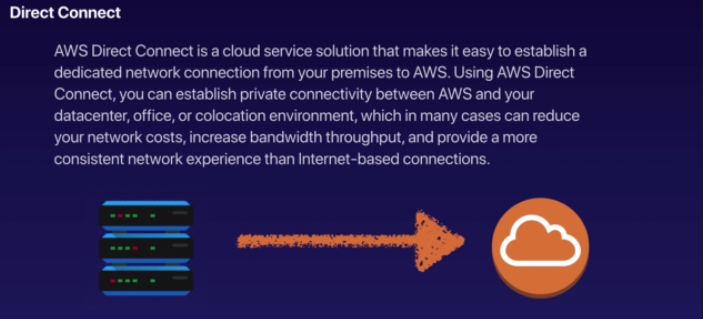 Direct Connect
AWS Direct Connect is a cloud service solution that makes it easy to establish a
dedicated network connection from your premises to AWS. Using AWS Direct
Connect, you can establish private connectivity between AWS and your
datacenter, office, or colocation environment, which in many cases can reduce
your network costs, increase bandwidth throughput, and provide a more
consistent network experience than Internet-based connections.